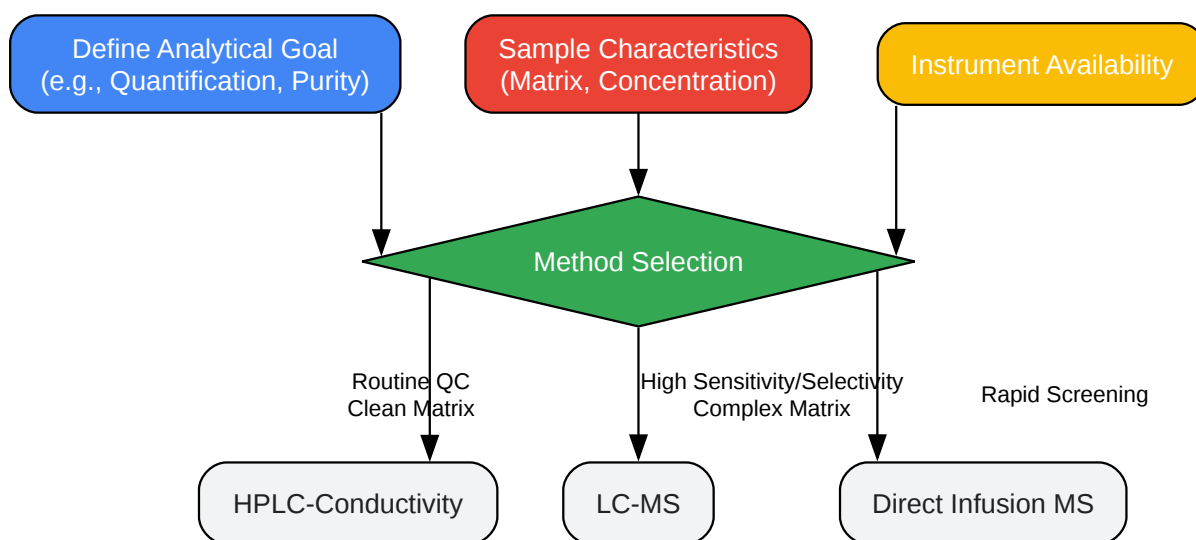 Define Analytical Goal
(e.g., Quantification, Purity)
Sample Characteristics
(Matrix, Concentration)
Instrument Availability
Method Selection
Routine QC
Clean Matrix
High Sensitivity/Selectivity
Complex Matrix
Rapid Screening
HPLC-Conductivity
LC-MS
Direct Infusion MS